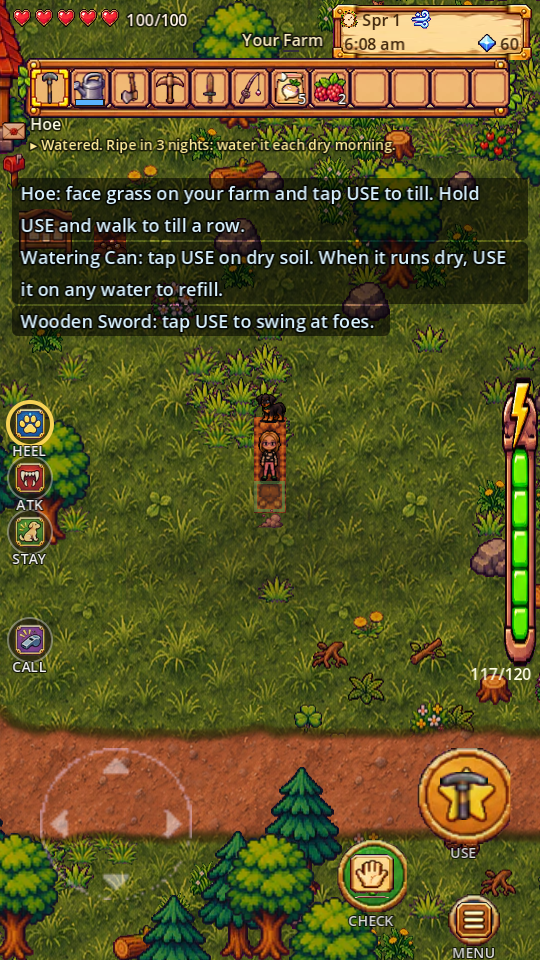 100/100
Spr 1
Your Farm
6:08 am
60
5
2
Hoe
▸ Watered. Ripe in 3 nights: water it each dry morning.
Hoe: face grass on your farm and tap USE to till. Hold
USE and walk to till a row.
Watering Can: tap USE on dry soil. When it runs dry, USE
it on any water to refill.
Wooden Sword: tap USE to swing at foes.
HEEL
ATK
STAY
CALL
117/120
USE
CHECK
MENU